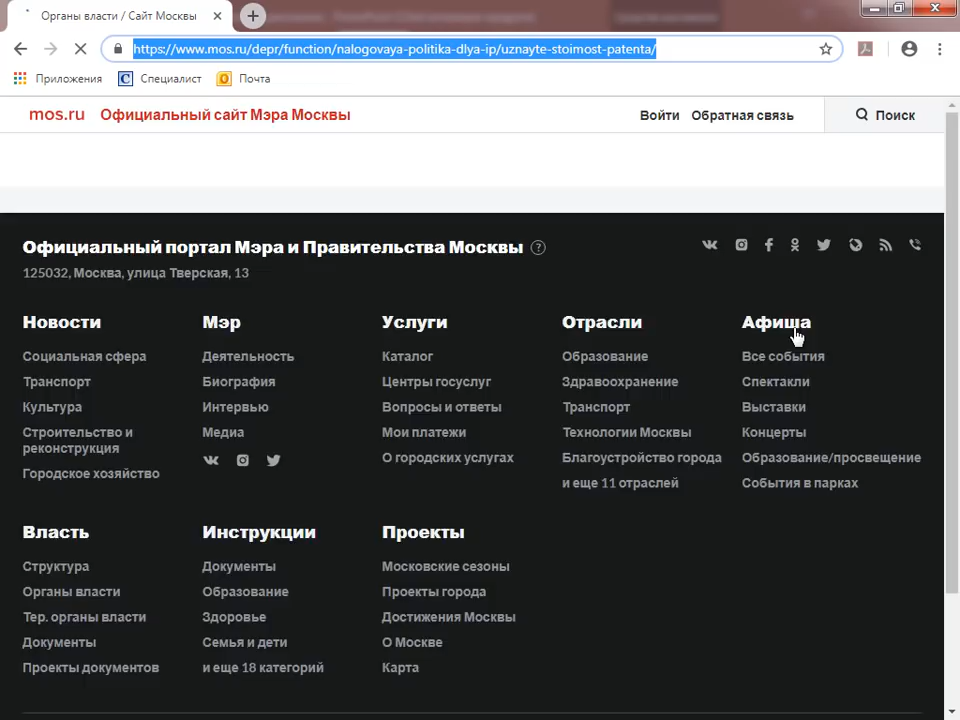 Органы власти / Сайт Москвы
https://www.mos.ru/depr/function/nalogovaya-politika-dlya-ip/uznayte-stoimost-patenta/
Приложения Специалист Почта
mos.ru Официальный сайт Мэра Москвы Войти Обратная связь Поиск
Официальный портал Мэра и Правительства Москвы ?
125032, Москва, улица Тверская, 13
Новости
Социальная сфера
Транспорт
Культура
Строительство и
реконструкция
Городское хозяйство
Мэр
Деятельность
Биография
Интервью
Медиа
Услуги
Каталог
Центры госуслуг
Вопросы и ответы
Мои платежи
О городских услугах
Отрасли
Образование
Здравоохранение
Транспорт
Технологии Москвы
Благоустройство города
и еще 11 отраслей
Афиша
Все события
Спектакли
Выставки
Концерты
Образование/просвещение
События в парках
Власть
Структура
Органы власти
Тер. органы власти
Документы
Проекты документов
Инструкции
Документы
Образование
Здоровье
Семья и дети
и еще 18 категорий
Проекты
Московские сезоны
Проекты города
Достижения Москвы
О Москве
Карта